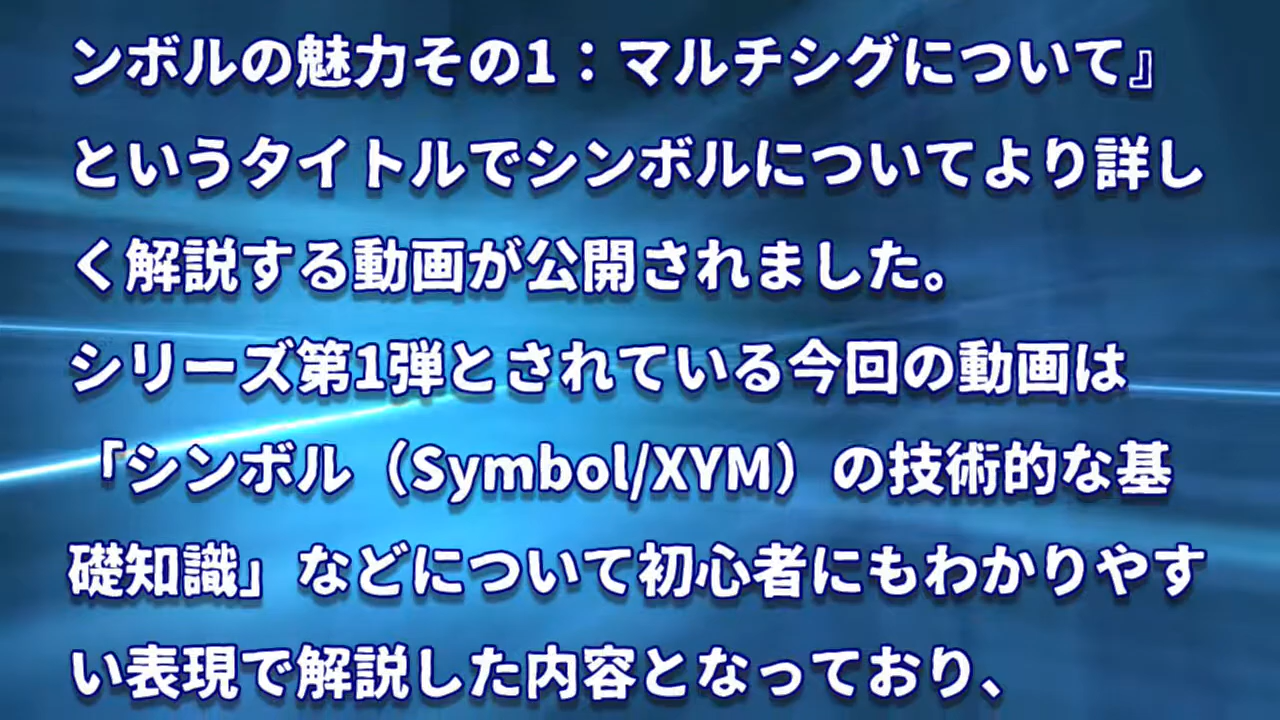 ンボルの魅力その1：マルチシグについて』
というタイトルでシンボルについてより詳し
く解説する動画が公開されました。
シリーズ第1弾とされている今回の動画は
「シンボル（Symbol/XYM）の技術的な基
礎知識」などについて初心者にもわかりやす
い表現で解説した内容となっており、